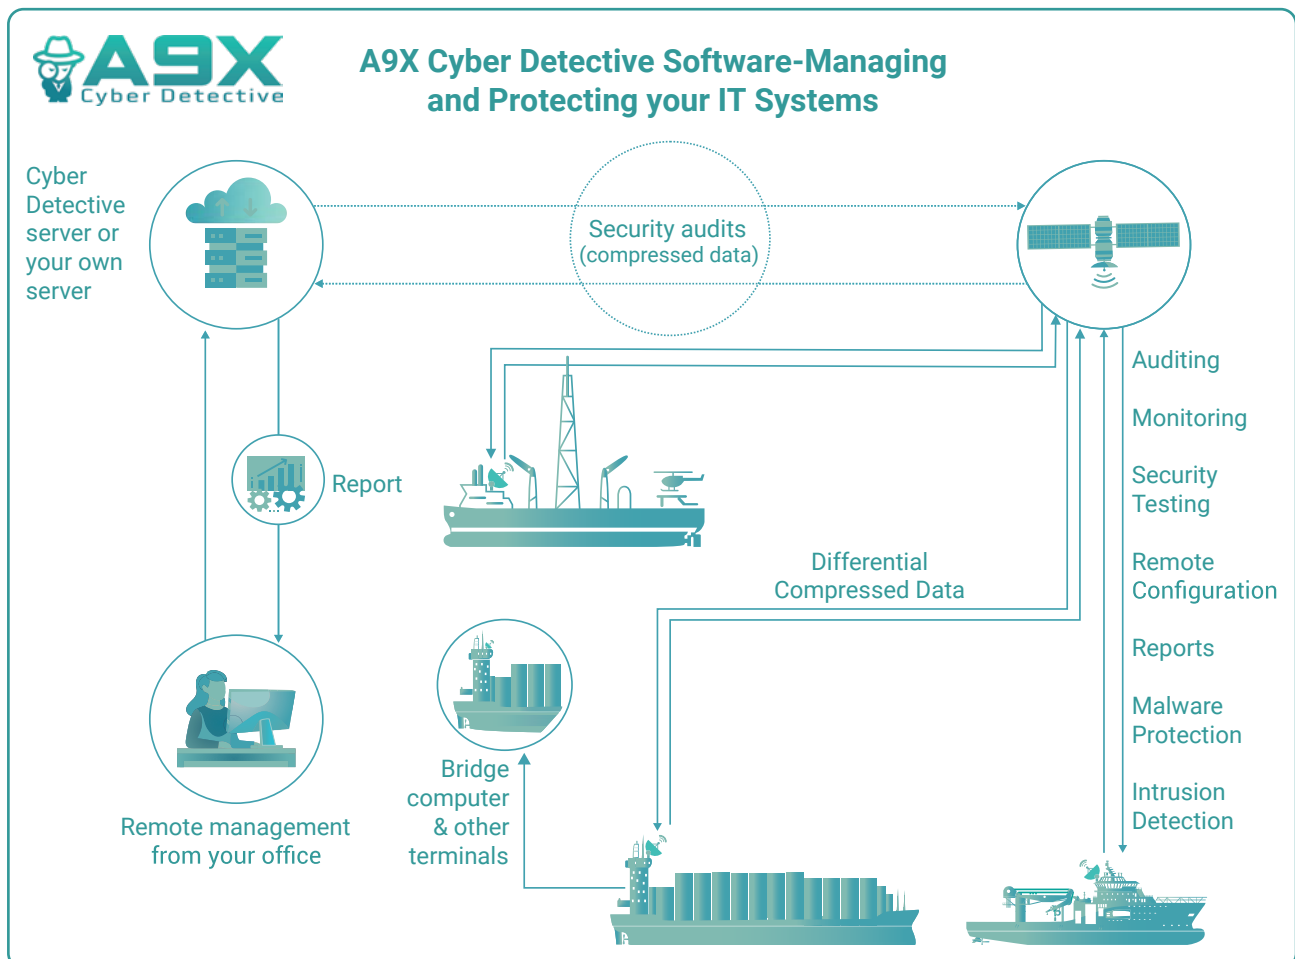 A9X
Cyber Detective
A9X Cyber Detective Software-Managing
and Protecting your IT Systems
Cyber
Detective
server or
your own
server
Security audits
(compressed data)
Auditing
Monitoring
Security
Testing
Remote
Configuration
Reports
Malware
Protection
Intrusion
Detection
Report
Differential
Compressed Data
Bridge
computer
& other
terminals
Remote management
from your office